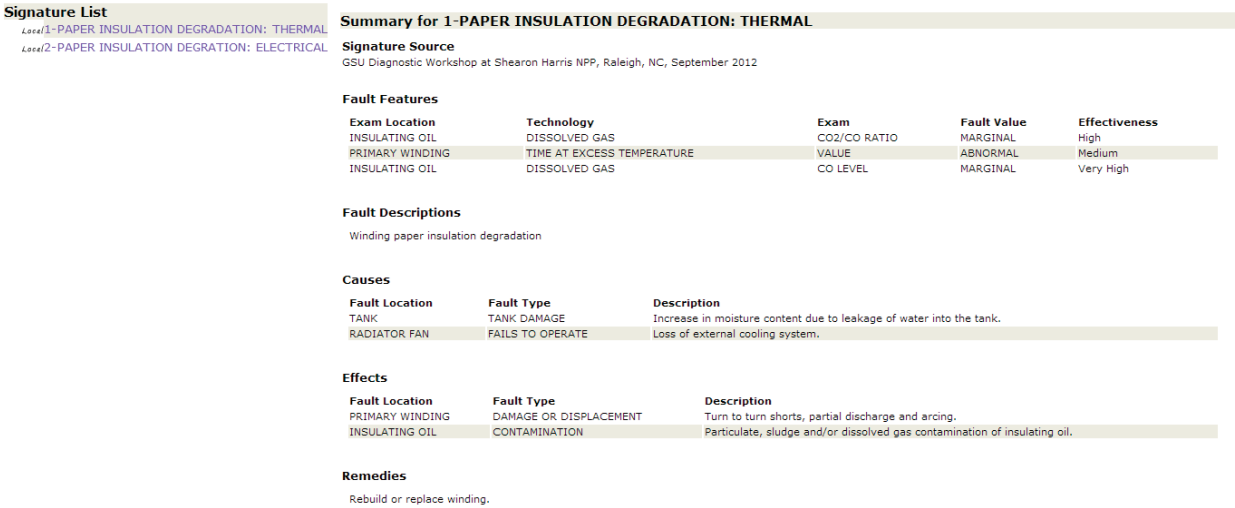 Signature List
Local 1-PAPER INSULATION DEGRADATION: THERMAL
Local 2-PAPER INSULATION DEGRATION: ELECTRICAL
Summary for 1-PAPER INSULATION DEGRADATION: THERMAL
Signature Source
GSU Diagnostic Workshop at Shearon Harris NPP, Raleigh, NC, September 2012
Fault Features
Exam Location Technology Exam Fault Value Effectiveness
INSULATING OIL DISSOLVED GAS CO2/CO RATIO MARGINAL High
PRIMARY WINDING TIME AT EXCESS TEMPERATURE VALUE ABNORMAL Medium
INSULATING OIL DISSOLVED GAS CO LEVEL MARGINAL Very High
Fault Descriptions
Winding paper insulation degradation
Causes
Fault Location Fault Type Description
TANK TANK DAMAGE Increase in moisture content due to leakage of water into the tank.
RADIATOR FAN FAILS TO OPERATE Loss of external cooling system.
Effects
Fault Location Fault Type Description
PRIMARY WINDING DAMAGE OR DISPLACEMENT Turn to turn shorts, partial discharge and arcing.
INSULATING OIL CONTAMINATION Particulate, sludge and/or dissolved gas contamination of insulating oil.
Remedies
Rebuild or replace winding.